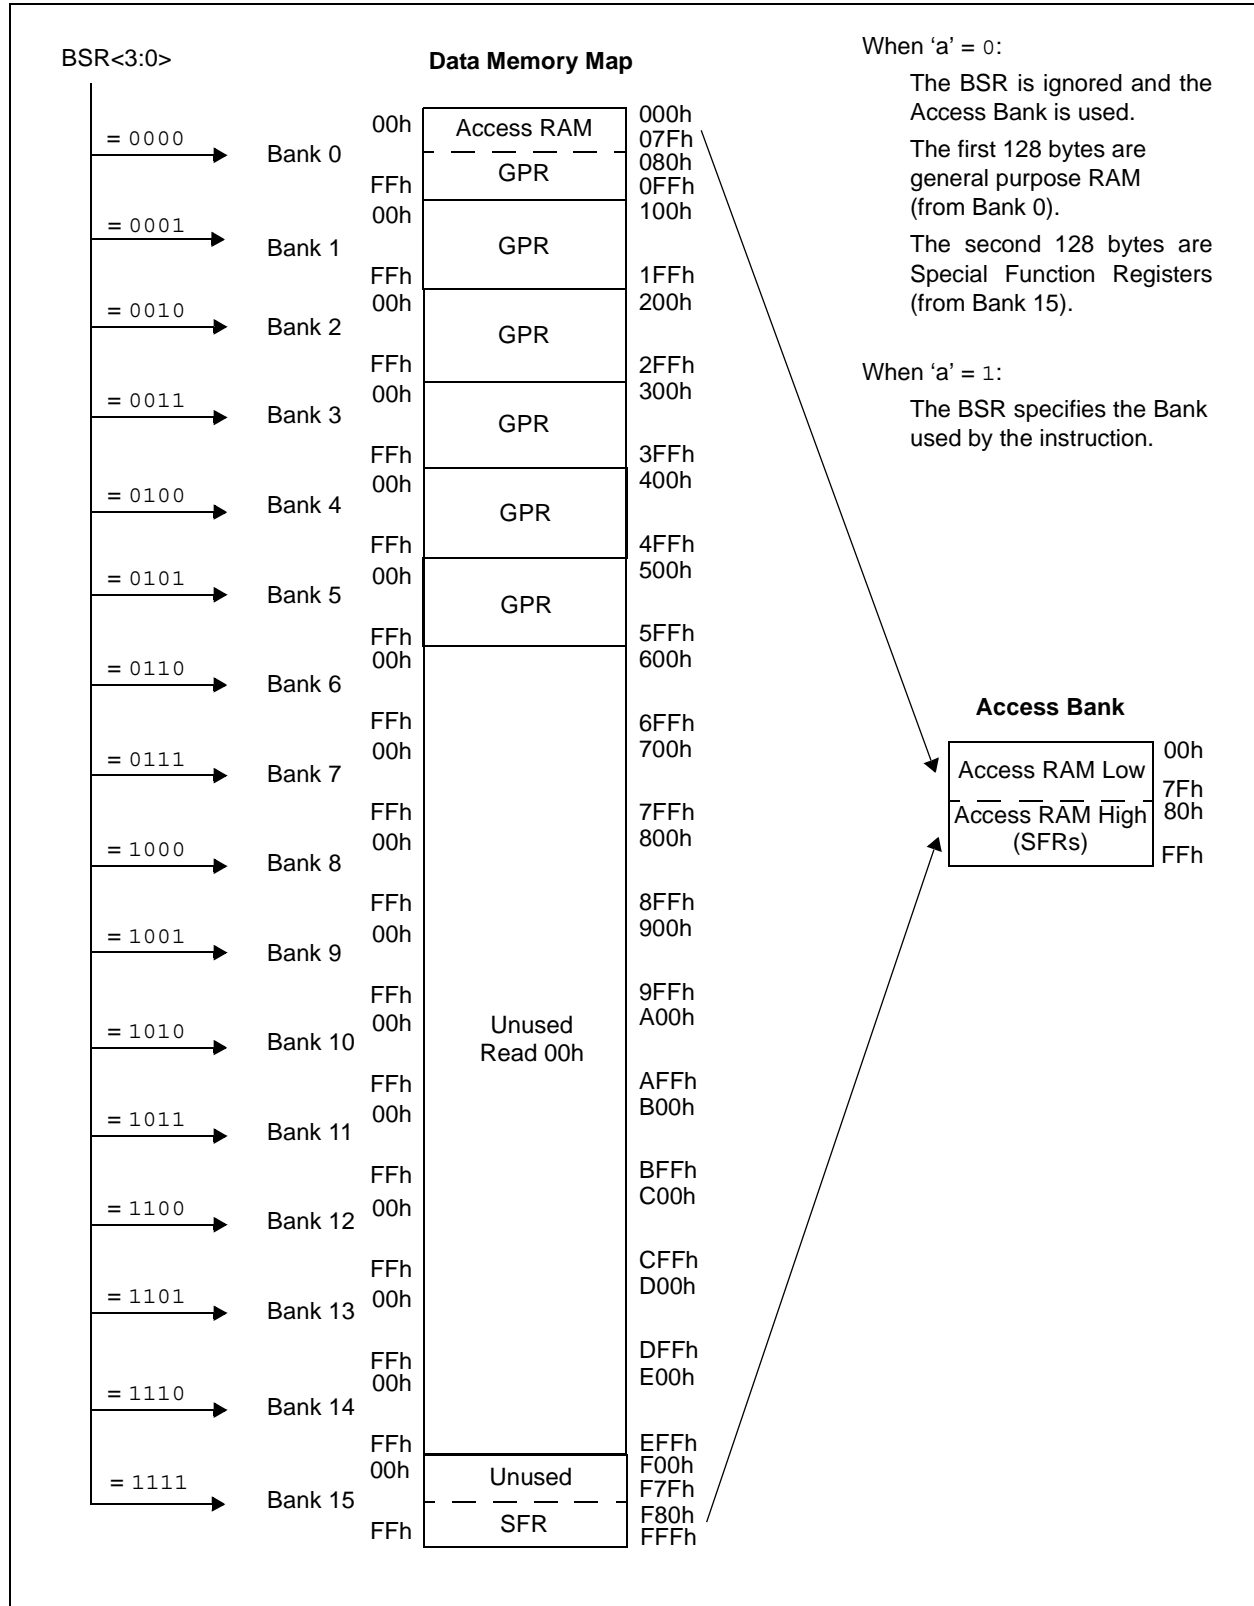 BSR<3:0>
Data Memory Map
When ‘a’ = 0:
The BSR is ignored and the
Access Bank is used.
The first 128 bytes are
general purpose RAM
(from Bank 0).
The second 128 bytes are
Special Function Registers
(from Bank 15).
When ‘a’ = 1:
The BSR specifies the Bank
used by the instruction.
= 0000
Bank 0
00h
FFh
Access RAM
GPR
000h
07Fh
080h
0FFh
= 0001
Bank 1
00h
FFh
GPR
100h
1FFh
= 0010
Bank 2
00h
FFh
GPR
200h
2FFh
= 0011
Bank 3
00h
FFh
GPR
300h
3FFh
= 0100
Bank 4
00h
FFh
GPR
400h
4FFh
= 0101
Bank 5
00h
FFh
GPR
500h
5FFh
= 0110
Bank 6
00h
FFh
600h
6FFh
= 0111
Bank 7
00h
FFh
700h
7FFh
= 1000
Bank 8
00h
FFh
800h
8FFh
= 1001
Bank 9
00h
FFh
900h
9FFh
= 1010
Bank 10
00h
FFh
Unused
Read 00h
A00h
AFFh
= 1011
Bank 11
00h
FFh
B00h
BFFh
= 1100
Bank 12
00h
FFh
C00h
CFFh
= 1101
Bank 13
00h
FFh
D00h
DFFh
= 1110
Bank 14
00h
FFh
E00h
EFFh
= 1111
Bank 15
00h
FFh
Unused
SFR
F00h
F7Fh
F80h
FFFh
Access Bank
Access RAM Low
Access RAM High
(SFRs)
00h
7Fh
80h
FFh